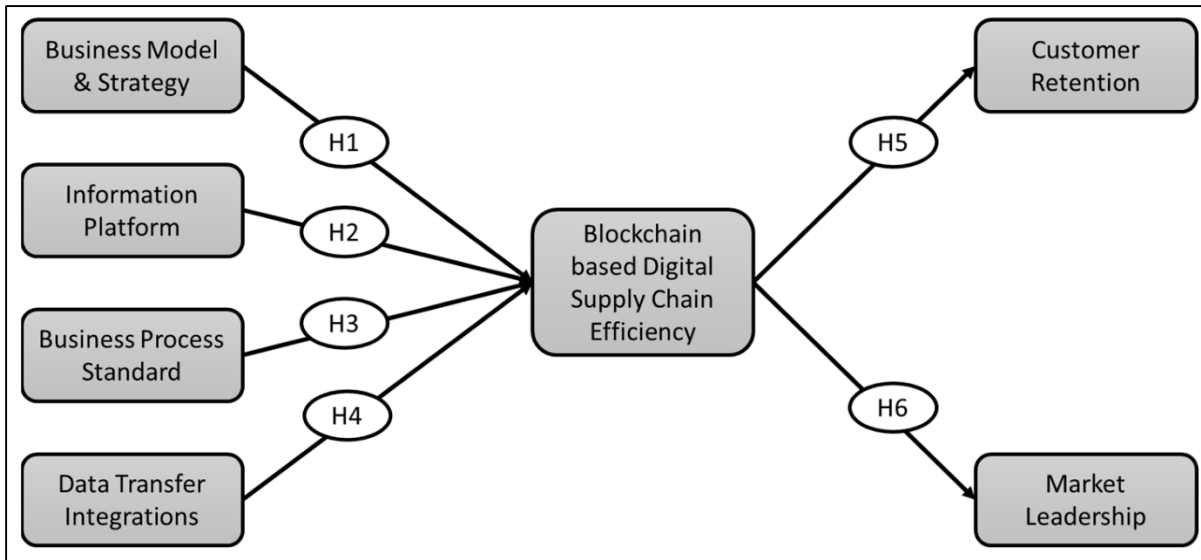 Business Model
& Strategy
Information
Platform
Business Process
Standard
Data Transfer
Integrations
H1
H2
H3
H4
Blockchain
based Digital
Supply Chain
Efficiency
H5
H6
Customer
Retention
Market
Leadership